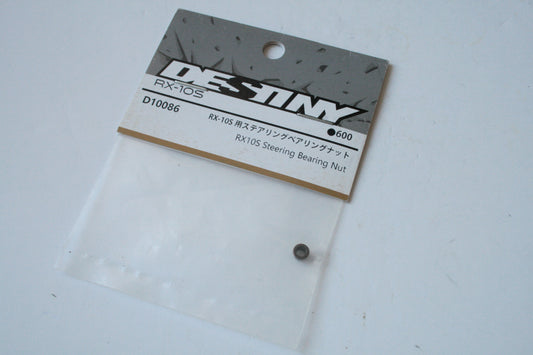 DESTINY
RX-10S
D10086
●600
RX-10S 用ステアリングベアリングナット
RX10S Steering Bearing Nut